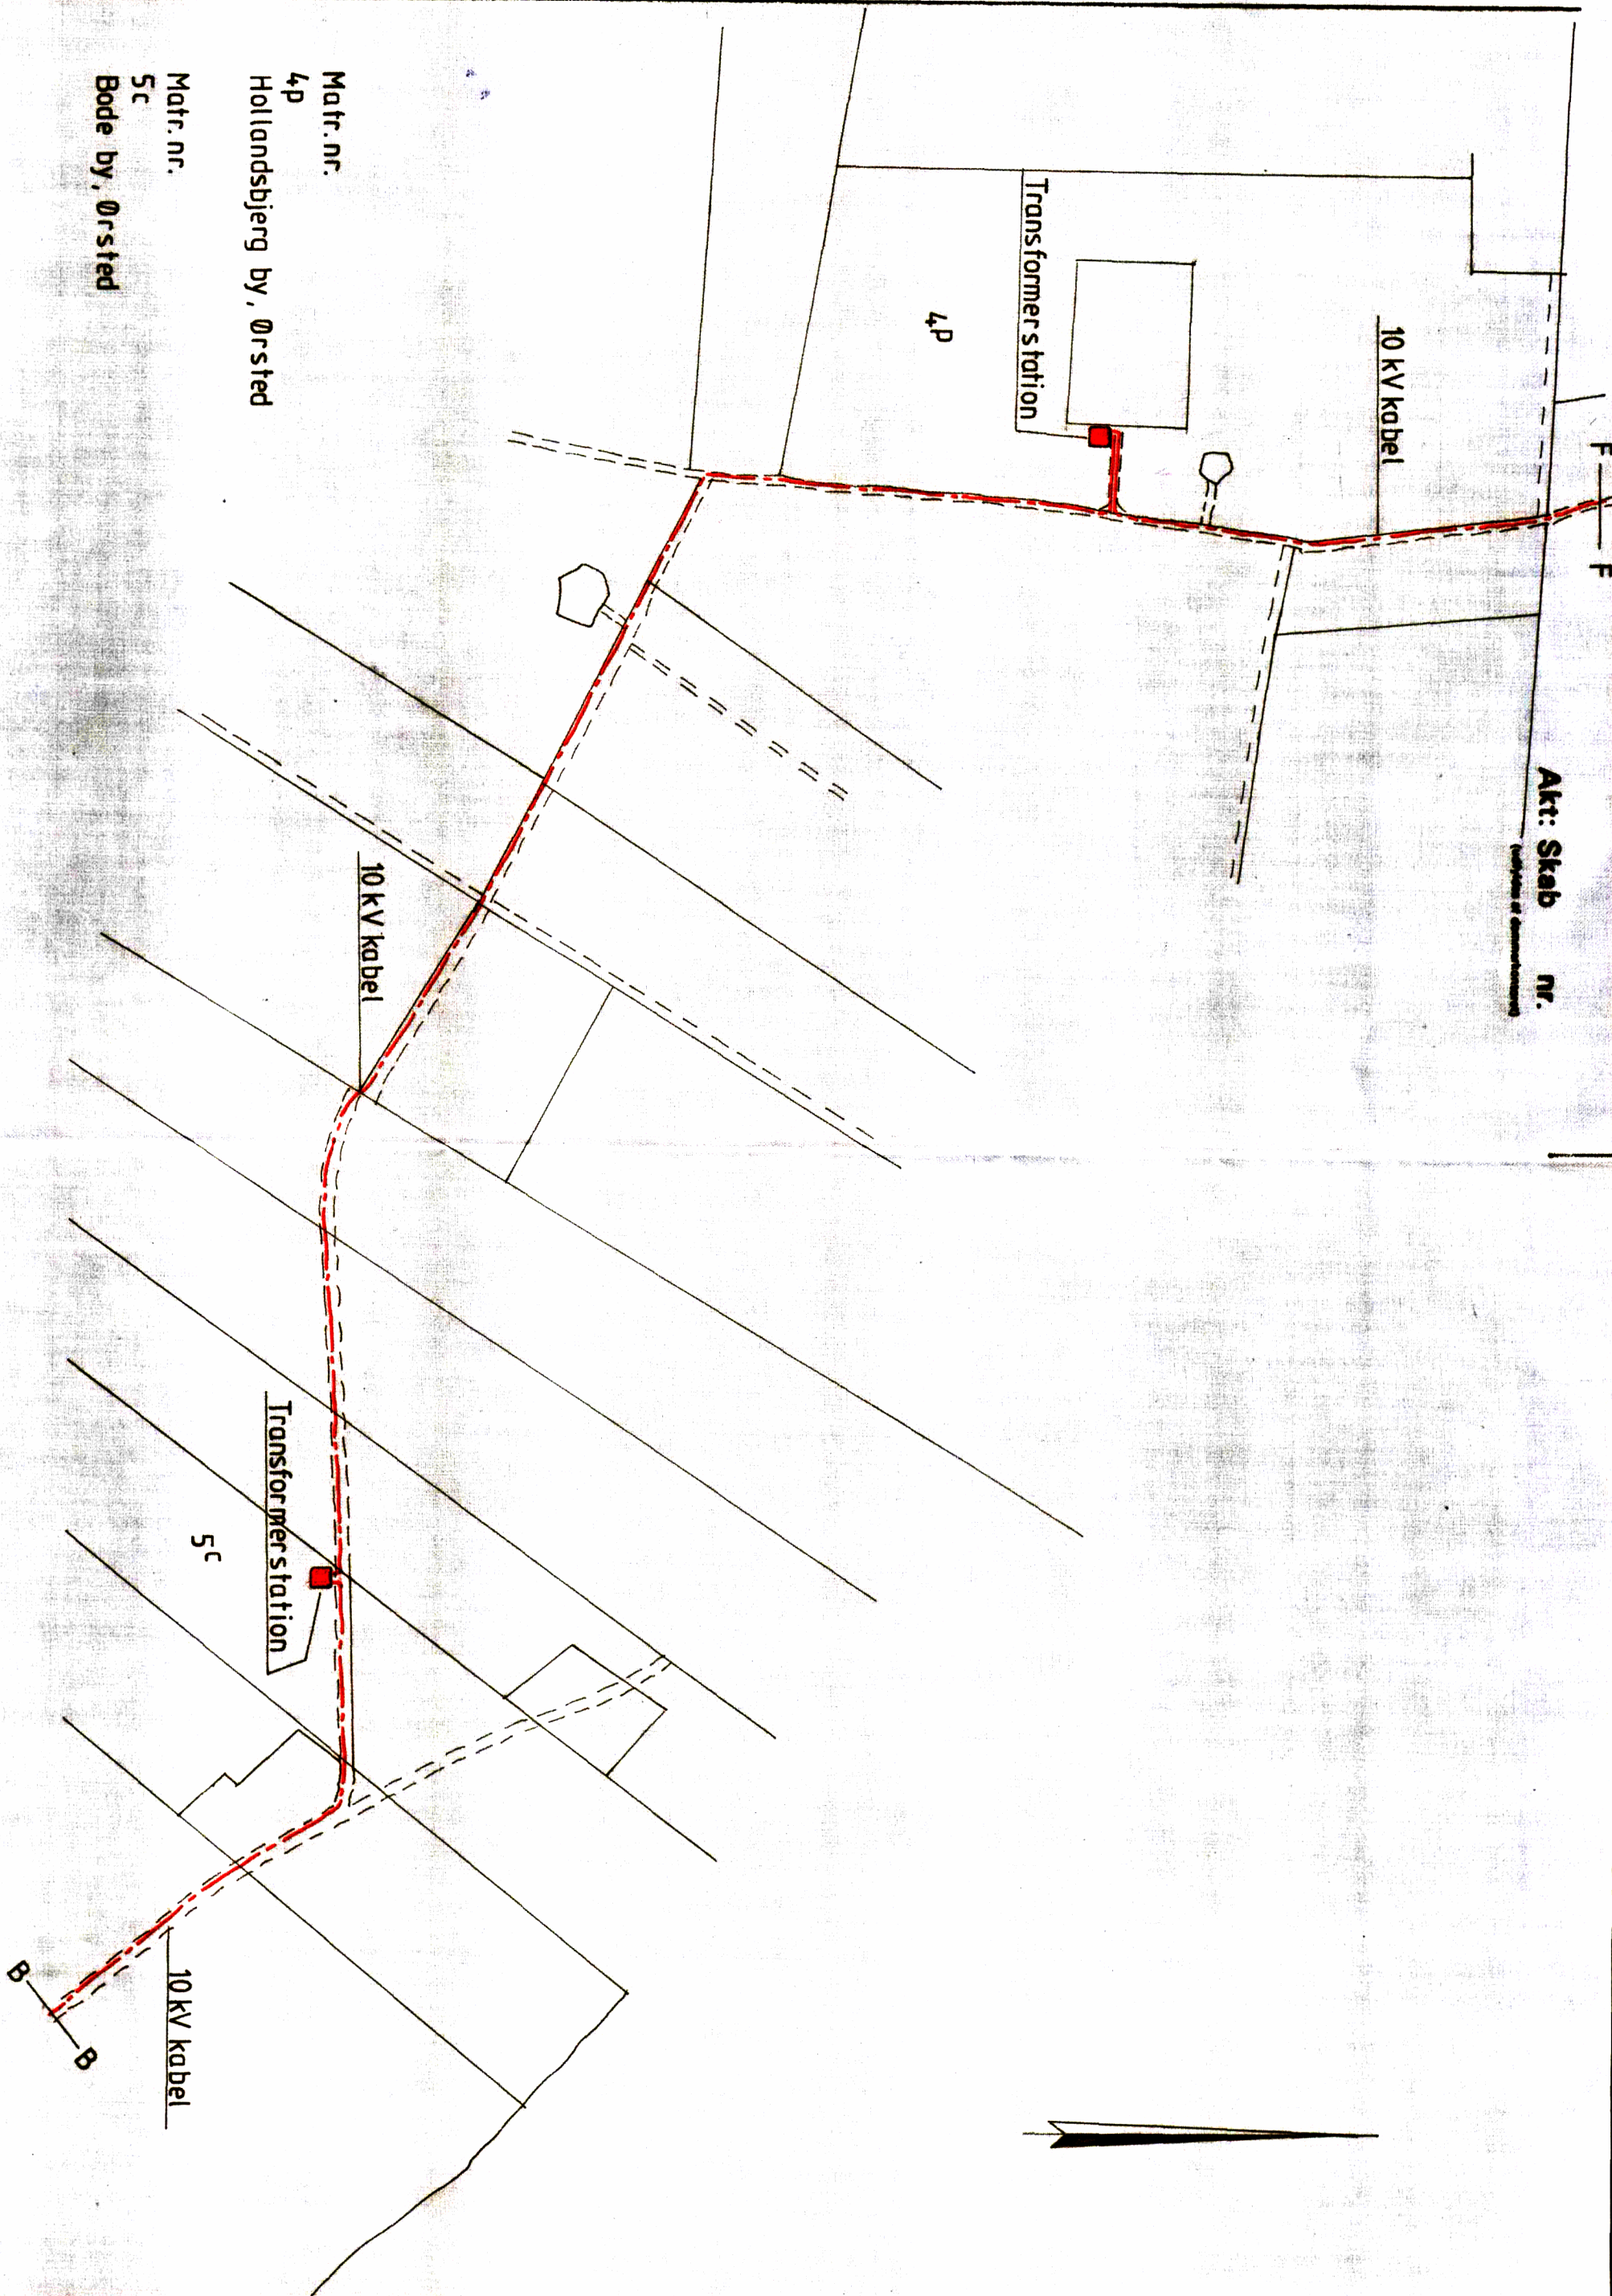 F
F
Akt: Skab nr.
10 kV kabel
Transformerstation
4p
10 kV kabel
Transformerstation
5c
10 kV kabel
B
B
Matr. nr.
4p
Hollandsbjerg by, Ørsted
Matr. nr.
5c
Bode by, Ørsted